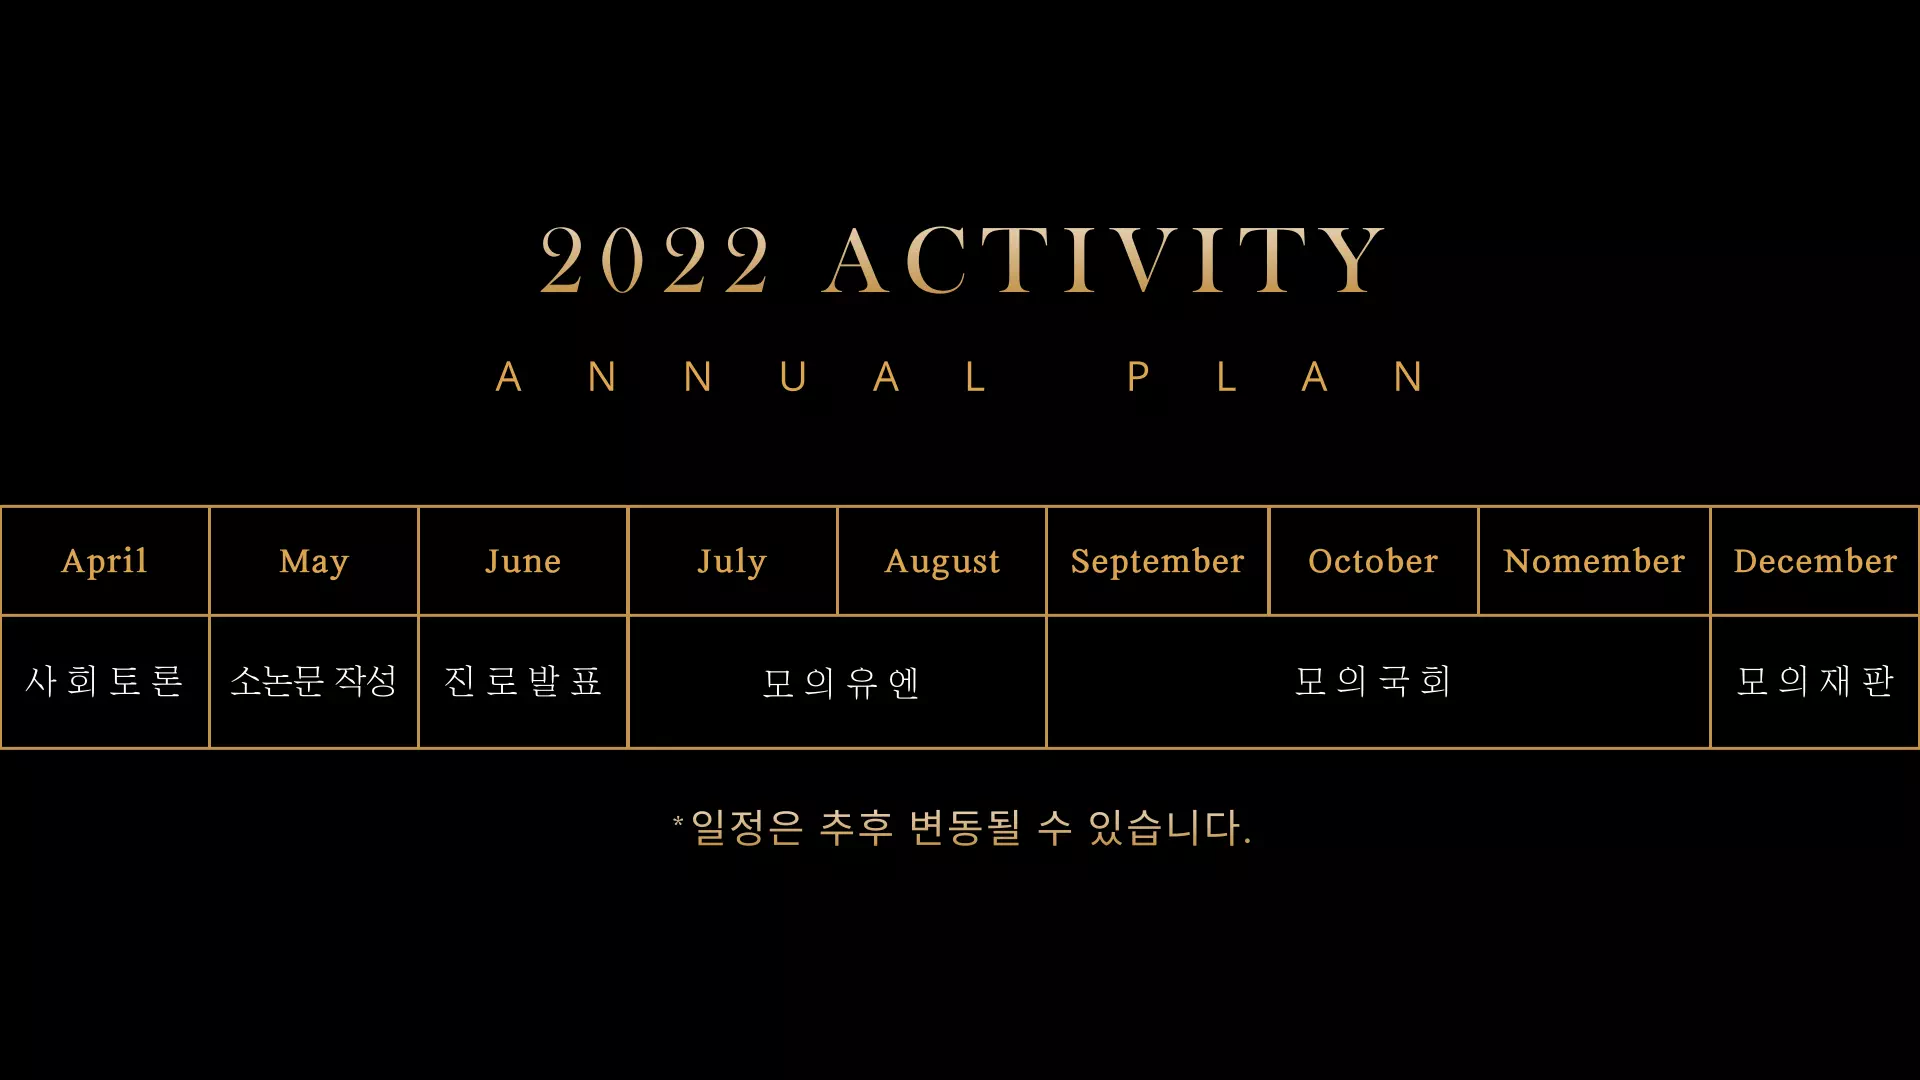 2022 ACTIVITY
ANNUAL PLAN
April May June July August September October Nomember December
사회토론 소논문 작성 진로발표 모의유엔 모의국회 모의재판
*일정은 추후 변동될 수 있습니다.